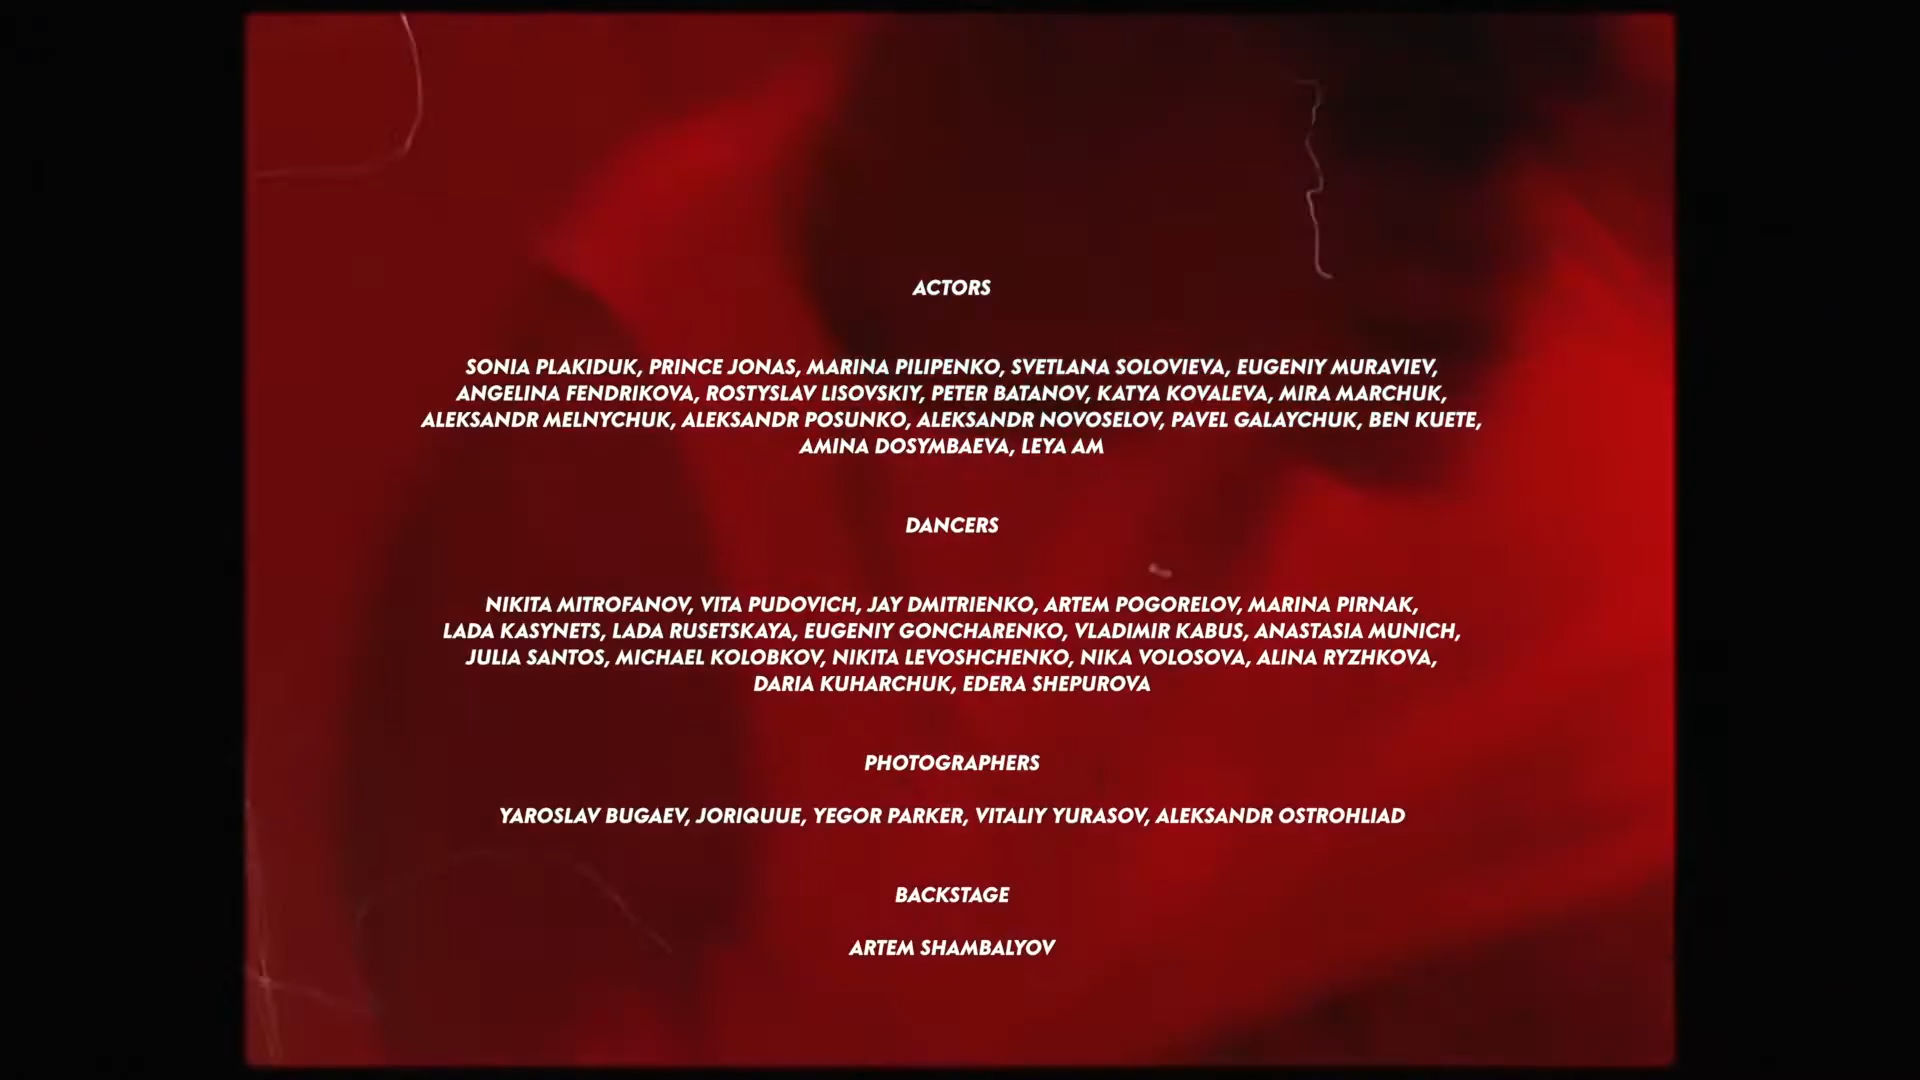 ACTORS
SONIA PLAKIDUK, PRINCE JONAS, MARINA PILIPENKO, SVETLANA SOLOVIEVA, EUGENIY MURAVIEV,
ANGELINA FENDRIKOVA, ROSTYSLAV LISOVSKIY, PETER BATANOV, KATYA KOVALEVA, MIRA MARCHUK,
ALEKSANDR MELNYCHUK, ALEKSANDR POSUNKO, ALEKSANDR NOVOSELOV, PAVEL GALAYCHUK, BEN KUETE,
AMINA DOSYMBAEVA, LEYA AM
DANCERS
NIKITA MITROFANOV, VITA PUDOVICH, JAY DMITRIENKO, ARTEM POGORELOV, MARINA PIRNAK,
LADA KASYNETS, LADA RUSETSKAYA, EUGENIY GONCHARENKO, VLADIMIR KABUS, ANASTASIA MUNICH,
JULIA SANTOS, MICHAEL KOLOBKOV, NIKITA LEVOSHCHENKO, NIKA VOLOSOVA, ALINA RYZHKOVA,
DARIA KUHARCHUK, EDERA SHEPUROVA
PHOTOGRAPHERS
YAROSLAV BUGAEV, JORIQUUE, YEGOR PARKER, VITALIY YURASOV, ALEKSANDR OSTROHLIAD
BACKSTAGE
ARTEM SHAMBALYOV